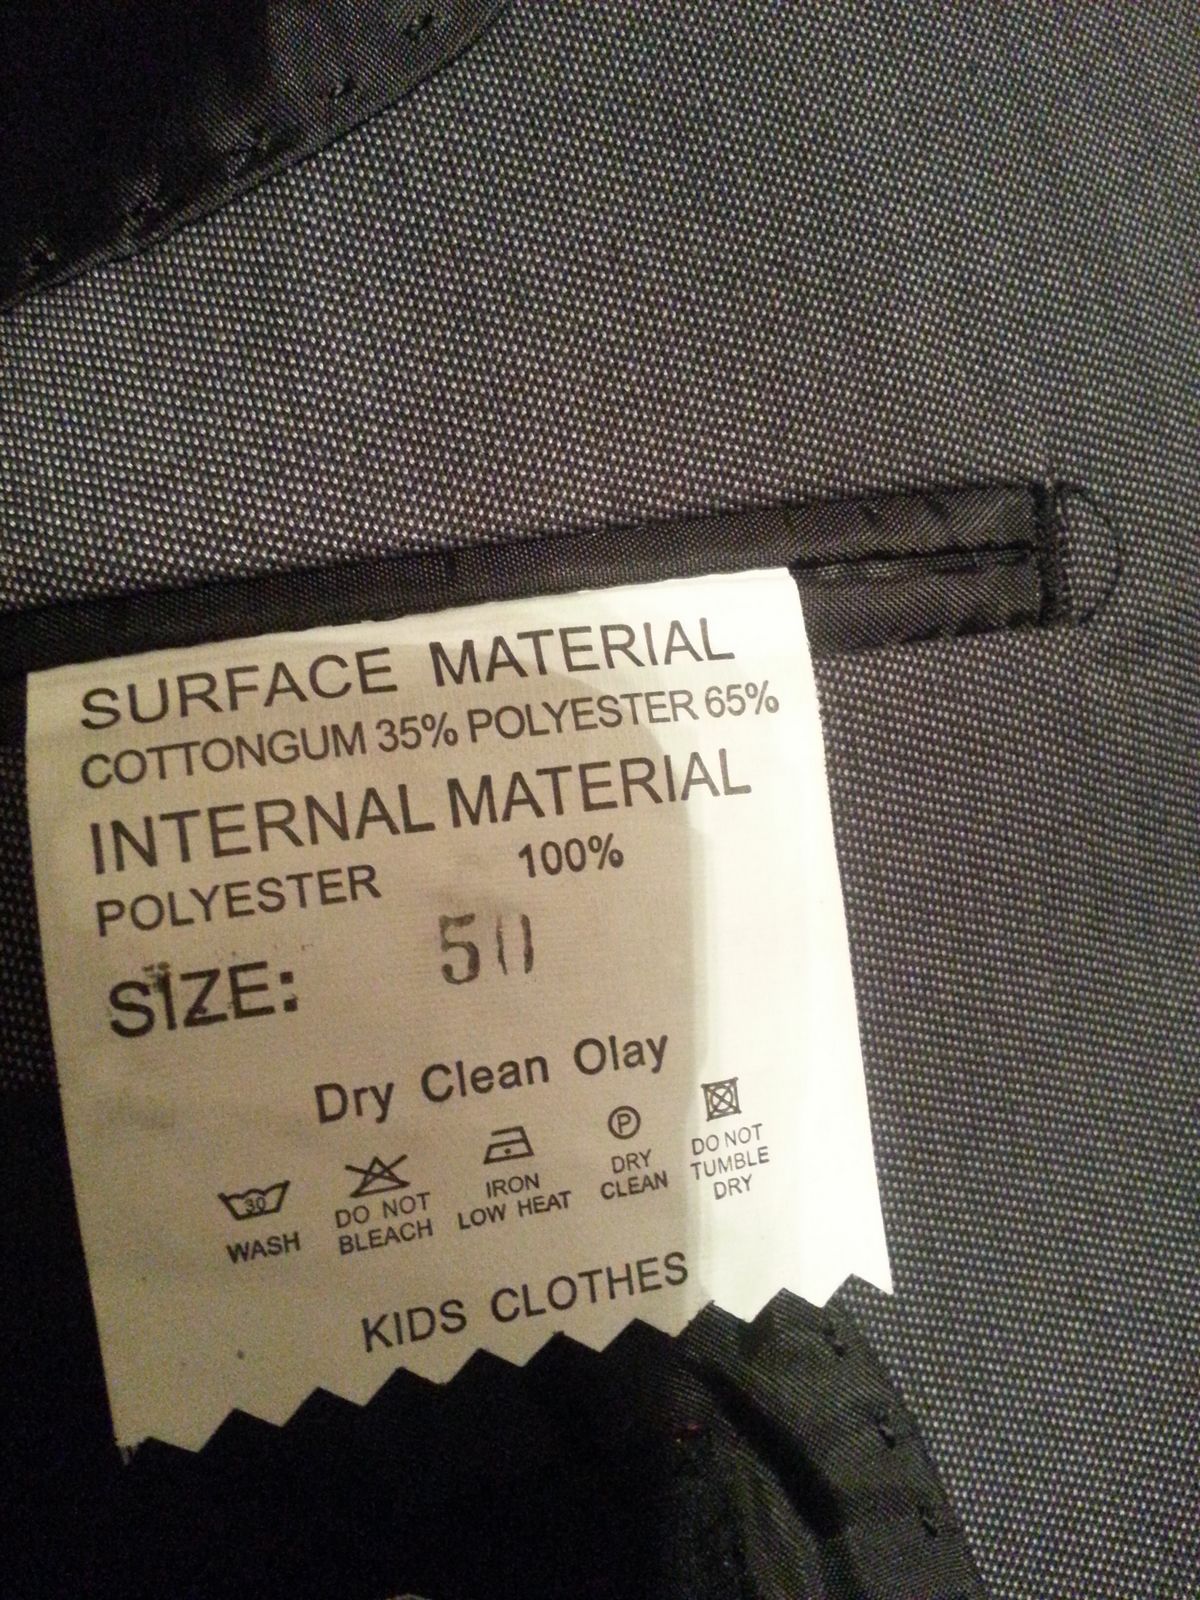 SURFACE MATERIAL
COTTONGUM 35% POLYESTER 65%
INTERNAL MATERIAL
POLYESTER 100%
SIZE: 50
Dry Clean Olay
30
WASH
DO NOT
BLEACH
IRON
LOW HEAT
P
DRY
CLEAN
DO NOT
TUMBLE
DRY
KIDS CLOTHES